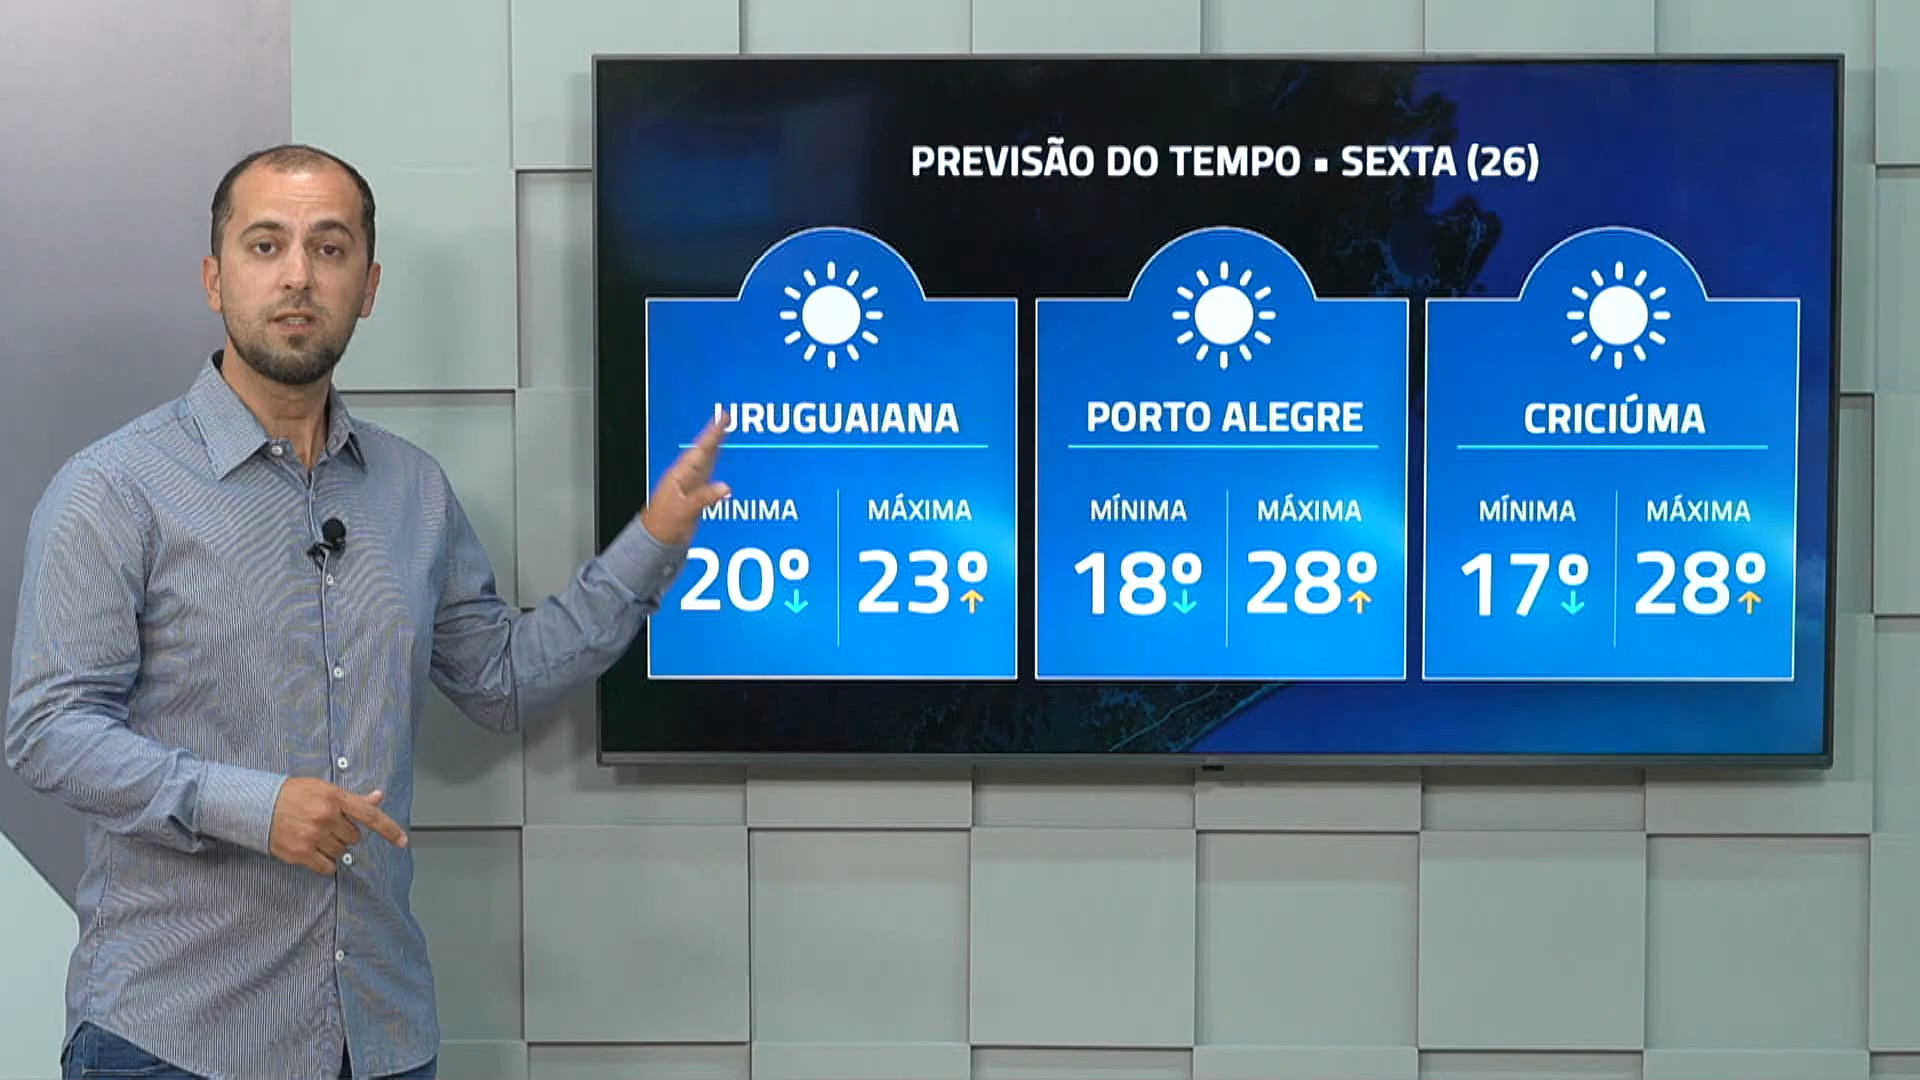 PREVISÃO DO TEMPO ▪ SEXTA (26)
URUGUAIANA
MÍNIMA
MÁXIMA
20º
23º
PORTO ALEGRE
MÍNIMA
MÁXIMA
18º
28º
CRICIÚMA
MÍNIMA
MÁXIMA
17º
28º